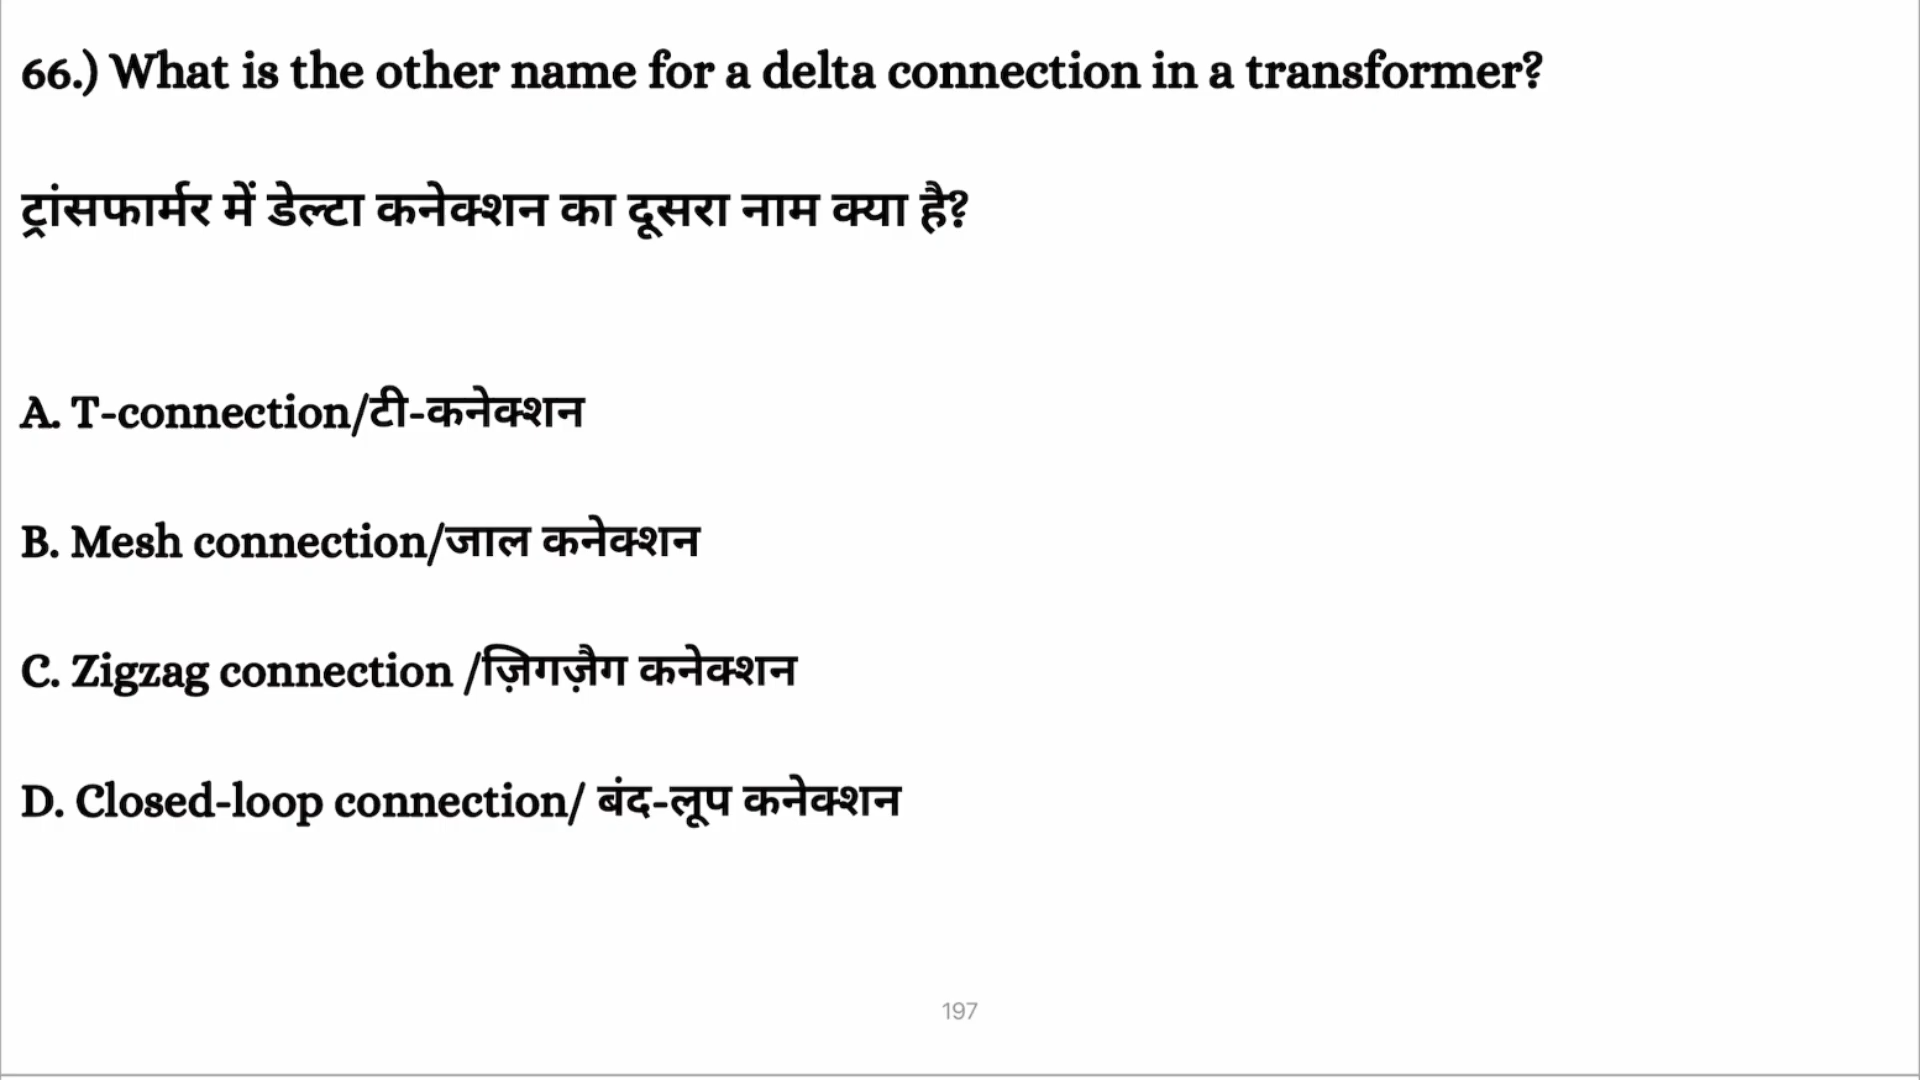 66.) What is the other name for a delta connection in a transformer?
ट्रांसफार्मर में डेल्टा कनेक्शन का दूसरा नाम क्या है?
A. T-connection/टी-कनेक्शन
B. Mesh connection/जाल कनेक्शन
C. Zigzag connection /ज़िगज़ैग कनेक्शन
D. Closed-loop connection/ बंद-लूप कनेक्शन
197